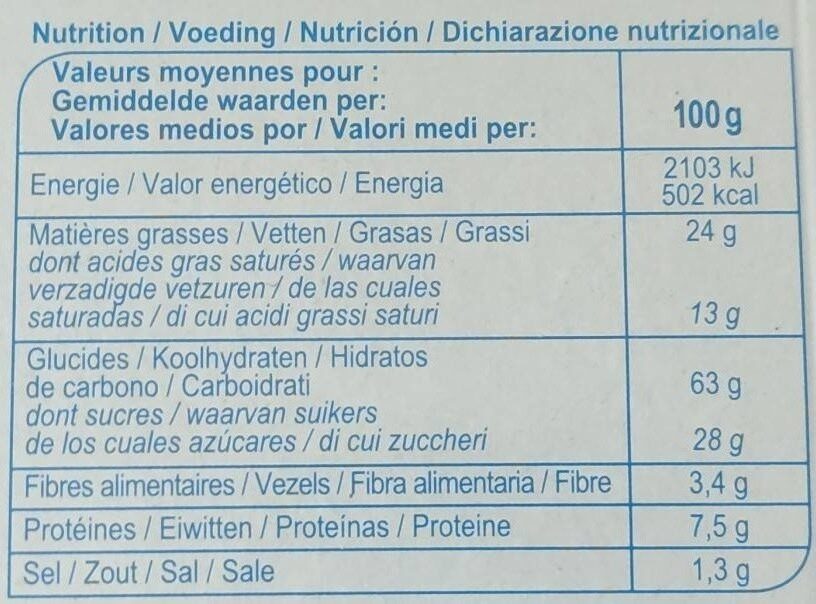 Nutrition / Voeding / Nutrición / Dichiarazione nutrizionale
Valeurs moyennes pour :
Gemiddelde waarden per:
Valores medios por / Valori medi per:
100 g
Energie / Valor energético / Energia
2103 kJ
502 kcal
Matières grasses / Vetten / Grasas / Grassi
24 g
dont acides gras saturés / waarvan
verzadigde vetzuren / de las cuales
saturadas / di cui acidi grassi saturi
13 g
Glucides / Koolhydraten / Hidratos
de carbono / Carboidrati
63 g
dont sucres / waarvan suikers
de los cuales azúcares / di cui zuccheri
28 g
Fibres alimentaires / Vezels / Fibra alimentaria / Fibre
3,4 g
Protéines / Eiwitten / Proteínas / Proteine
7,5 g
Sel / Zout / Sal / Sale
1,3 g